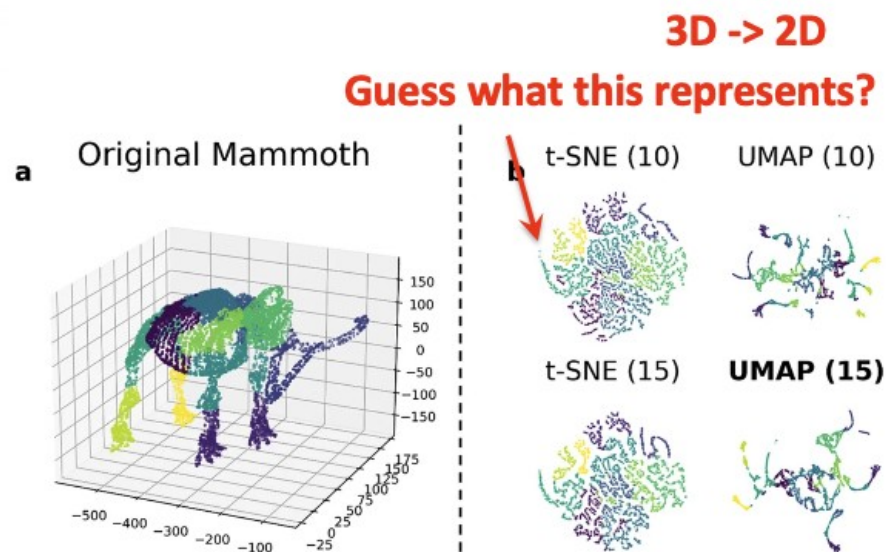 3D -> 2D
Guess what this represents?
a
Original Mammoth
b
t-SNE (10)
UMAP (10)
150
100
50
0
−50
−100
−150
175
150
125
100
75
50
25
0
−25
−500
−400
−300
−200
−100
t-SNE (15)
UMAP (15)